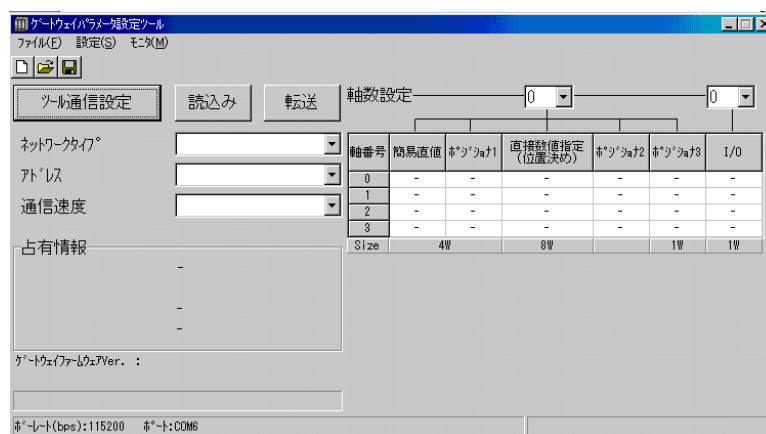 ｹﾞｰﾄｳｪｲﾊﾟﾗﾒｰﾀ設定ツール
ﾌｧｲﾙ(F) 設定(S) ﾓﾆﾀ(M)
ﾂｰﾙ通信設定 読込み 転送
軸数設定 0 0
ﾈｯﾄﾜｰｸﾀｲﾌﾟ
ｱﾄﾞﾚｽ
通信速度
軸番号 簡易直値 ﾎﾟｼﾞｼｮﾅ1 直接数値指定(位置決め) ﾎﾟｼﾞｼｮﾅ2 ﾎﾟｼﾞｼｮﾅ3 I/O
0 - - - - - -
1 - - - - - -
2 - - - - - -
3 - - - - - -
Size 4W 8W 1W 1W
占有情報
-
-
-
ｹﾞｰﾄｳｪｲﾌｧｰﾑｳｪｱVer. :
ﾎﾞｰﾚｰﾄ(bps):115200 ﾎﾟｰﾄ:COM6